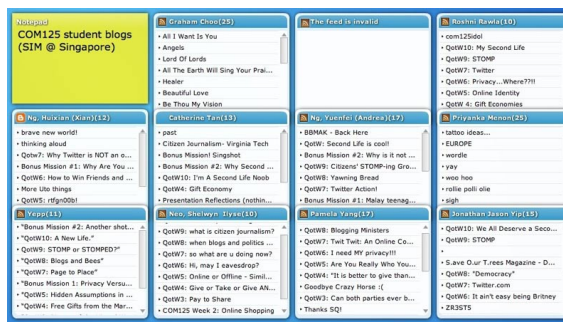 Notepad
COM125 student blogs
(SIM @ Singapore)
Graham Choo(25)
• All I Want Is You
• Angels
• Lord Of Lords
• All The Earth Will Sing Your Prai...
• Healer
• Beautiful Love
• Be Thou My Vision
The feed is invalid
Roshni Rawla(10)
• com125idol
• QotW10: My Second Life
• QotW9: STOMP
• QotW7: Twitter
• QotW6: Privacy...Where??!!
• QotW5: Online Identity
• QotW 4: Gift Economies
Ng, Huixian (Xian)(12)
• brave new world!
• thinking aloud
• Qotw7: Why Twitter is NOT an o...
• Bonus Mission #1: Why Are You ...
• QotW6: How to Win Friends and ...
• More Uto things
• QotW5: rtfgn00b!
Catherine Tan(13)
• past
• Citizen Journalism- Virginia Tech
• Bonus Mission! Singshot
• Bonus Mission #2: Why Second ...
• QotW10: I'm A Second Life Noob
• QotW4: Gift Economy
• Presentation Reflections (nothin...
Ng, Yuenfei (Andrea)(17)
• BBMAK - Back Here
• QotW: Second Life is cool!
• Bonus Mission #2: Why is it not ...
• QotW9: Citizens' STOMP-ing Gro...
• QotW8: Yawning Bread
• QotW7: Twitter Action!
• Bonus Mission #1: Malay teenag...
Priyanka Menon(25)
• tattoo ideas...
• EUROPE
• wordle
• yay
• woo hoo
• rollie polli olie
• sigh
Yepp(11)
• "Bonus Mission #2: Another shot...
• "QotW10: A New Life."
• "QotW9: STOMP or STOMPED?"
• "QotW8: Blogs and Bees"
• "QotW7: Page to Place"
• "Bonus Mission 1: Privacy Versu...
• "QotW5: Hidden Assumptions in ...
• "QotW4: Free Gifts from the Mar...
Neo, Shelwyn Ilyse(10)
• QotW9: what is citizen journalism?
• QotW8: when blogs and politics ...
• QotW7: so what are u doing now?
• QotW6: Hi, may I eavesdrop?
• QotW5: Online or Offline - Simil...
• QotW4: Give or Take or Give AN...
• QotW3: Pay to Share
• COM125 Week 2: Online Shopping
Pamela Yang(17)
• QotW8: Blogging Ministers
• QotW7: Twit Twit: An Online Co...
• QotW6: I need MY privacy!!!
• QotW5: Are You Really Who You...
• QotW4: "It is better to give than...
• Goodbye Crazy Horse :(
• QotW3: Can both parties ever b...
• Thanks SQ!
Jonathan Jason Yip(15)
• QotW10: We All Deserve a Seco...
• QotW9: STOMP
•
• S.ave O.ur T.rees Magazine - D...
• QotW8: "Democracy"
• QotW7: Twitter.com
• QotW6: It ain't easy being Britney
• ZR3ST5